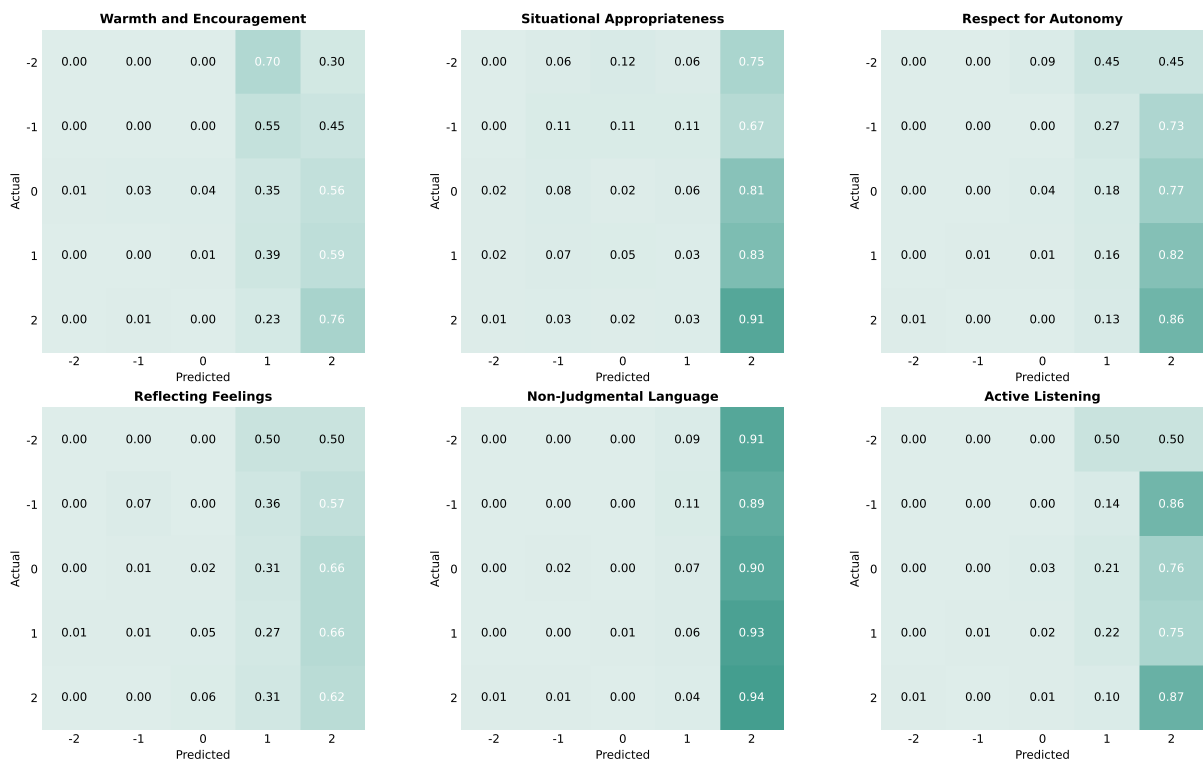 Warmth and Encouragement Situational Appropriateness Respect for Autonomy
-2 0.00 0.00 0.00 0.70 0.30 -2 0.00 0.06 0.12 0.06 0.75 -2 0.00 0.00 0.09 0.45 0.45
-1 0.00 0.00 0.00 0.55 0.45 -1 0.00 0.11 0.11 0.11 0.67 -1 0.00 0.00 0.00 0.27 0.73
Actual 0 0.01 0.03 0.04 0.35 0.56 Actual 0 0.02 0.08 0.02 0.06 0.81 Actual 0 0.00 0.00 0.04 0.18 0.77
1 0.00 0.00 0.01 0.39 0.59 1 0.02 0.07 0.05 0.03 0.83 1 0.00 0.01 0.01 0.16 0.82
2 0.00 0.01 0.00 0.23 0.76 2 0.01 0.03 0.02 0.03 0.91 2 0.01 0.00 0.00 0.13 0.86
-2 -1 0 1 2 -2 -1 0 1 2 -2 -1 0 1 2
Predicted Predicted Predicted
Reflecting Feelings Non-Judgmental Language Active Listening
-2 0.00 0.00 0.00 0.50 0.50 -2 0.00 0.00 0.00 0.09 0.91 -2 0.00 0.00 0.00 0.50 0.50
-1 0.00 0.07 0.00 0.36 0.57 -1 0.00 0.00 0.00 0.11 0.89 -1 0.00 0.00 0.00 0.14 0.86
Actual 0 0.00 0.01 0.02 0.31 0.66 Actual 0 0.00 0.02 0.00 0.07 0.90 Actual 0 0.00 0.00 0.03 0.21 0.76
1 0.01 0.01 0.05 0.27 0.66 1 0.00 0.00 0.01 0.06 0.93 1 0.00 0.01 0.02 0.22 0.75
2 0.00 0.00 0.06 0.31 0.62 2 0.01 0.01 0.00 0.04 0.94 2 0.01 0.00 0.01 0.10 0.87
-2 -1 0 1 2 -2 -1 0 1 2 -2 -1 0 1 2
Predicted Predicted Predicted